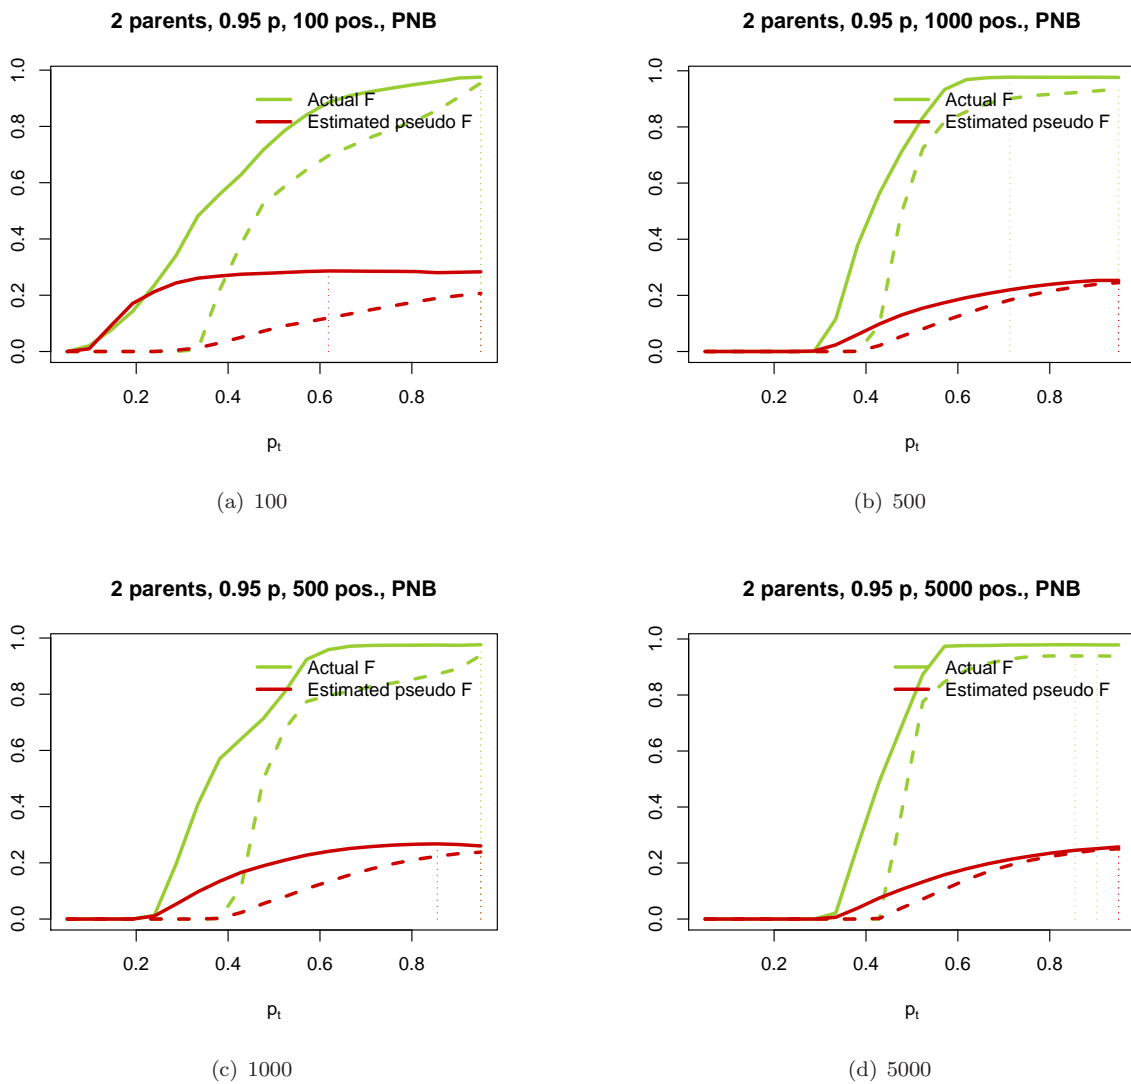 2 parents, 0.95 p, 100 pos., PNB
1.0
0.8
0.6
0.4
0.2
0.0
Actual F
Estimated pseudo F
0.2 0.4 0.6 0.8
pt
(a) 100
2 parents, 0.95 p, 1000 pos., PNB
1.0
0.8
0.6
0.4
0.2
0.0
Actual F
Estimated pseudo F
0.2 0.4 0.6 0.8
pt
(b) 500
2 parents, 0.95 p, 500 pos., PNB
1.0
0.8
0.6
0.4
0.2
0.0
Actual F
Estimated pseudo F
0.2 0.4 0.6 0.8
pt
(c) 1000
2 parents, 0.95 p, 5000 pos., PNB
1.0
0.8
0.6
0.4
0.2
0.0
Actual F
Estimated pseudo F
0.2 0.4 0.6 0.8
pt
(d) 5000